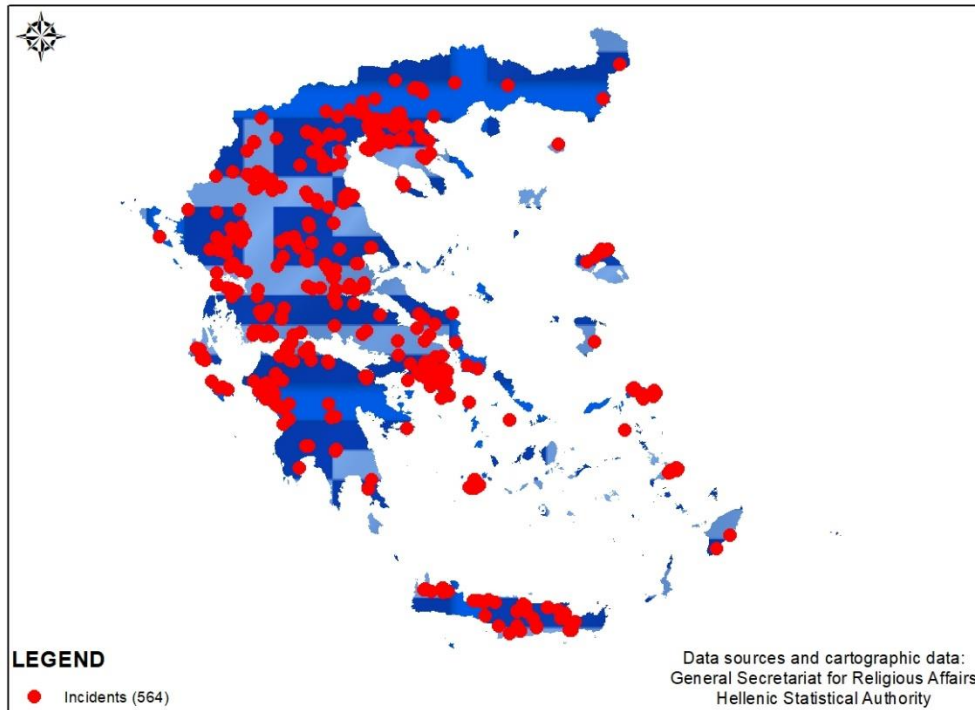 LEGEND
Incidents (564)
Data sources and cartographic data:
General Secretariat for Religious Affairs
Hellenic Statistical Authority